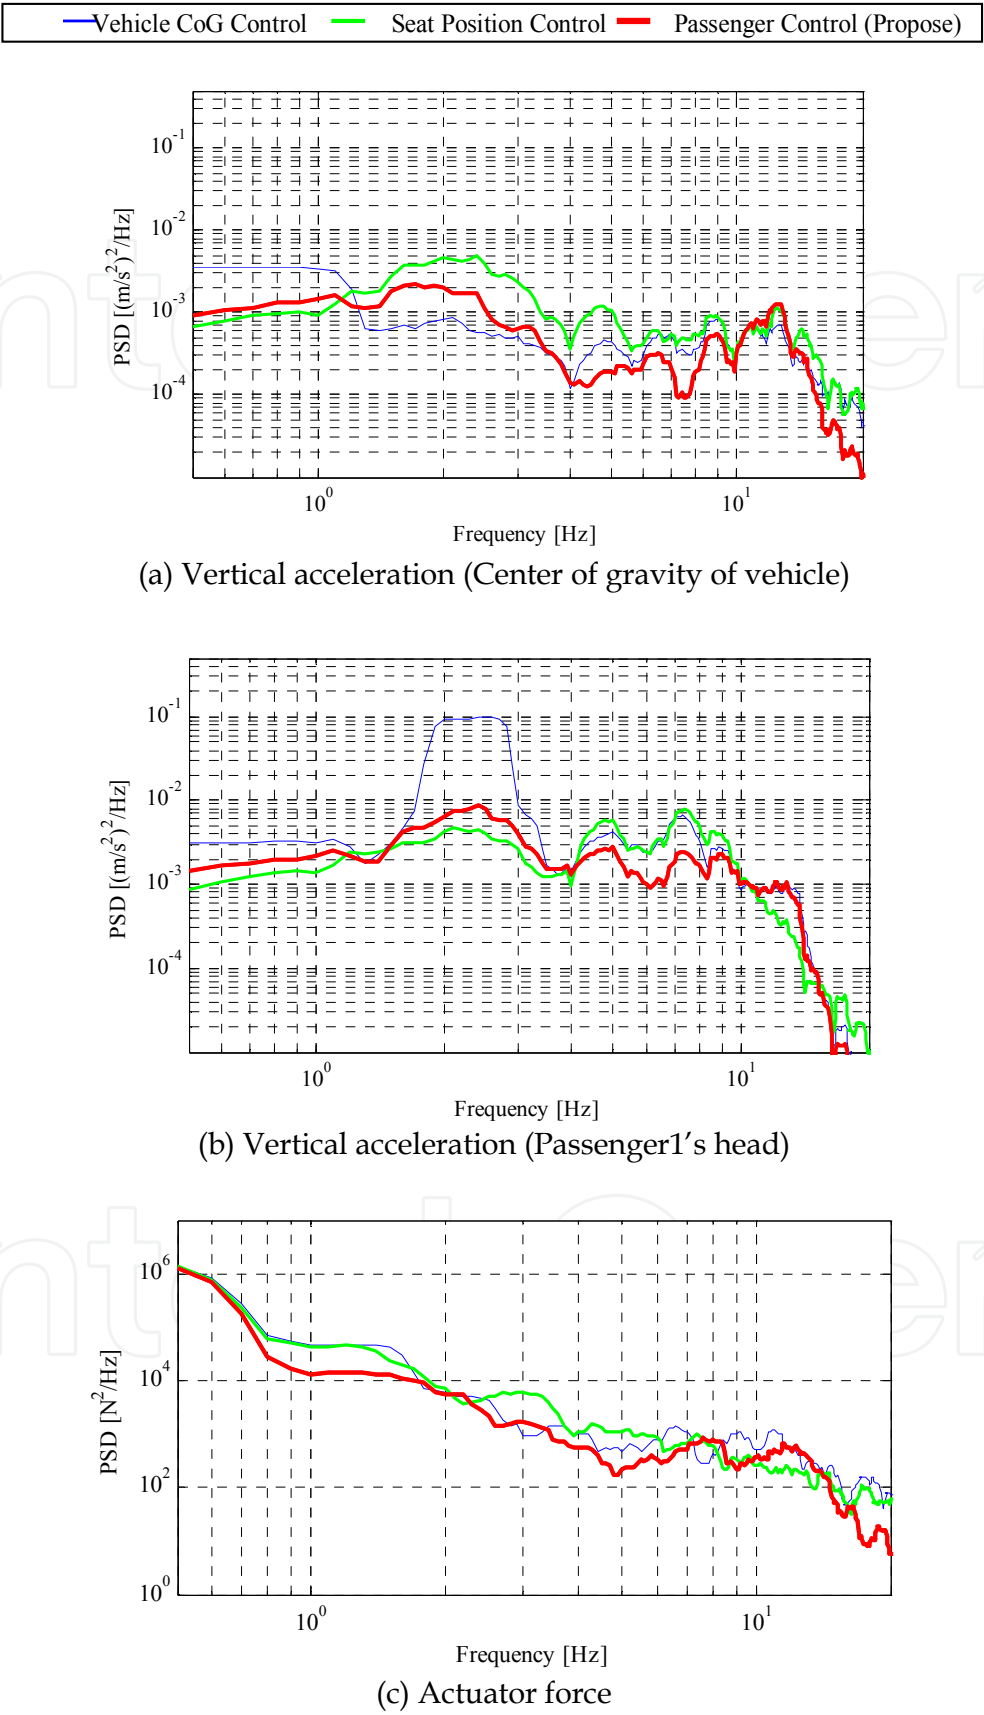 Vehicle CoG Control Seat Position Control Passenger Control (Propose)
10^-1
10^-2
10^-3
10^-4
PSD [(m/s^2)^2/Hz]
10^0 10^1
Frequency [Hz]
(a) Vertical acceleration (Center of gravity of vehicle)
10^-1
10^-2
10^-3
10^-4
PSD [(m/s^2)^2/Hz]
10^0 10^1
Frequency [Hz]
(b) Vertical acceleration (Passenger1's head)
10^6
10^4
10^2
10^0
PSD [N^2/Hz]
10^0 10^1
Frequency [Hz]
(c) Actuator force